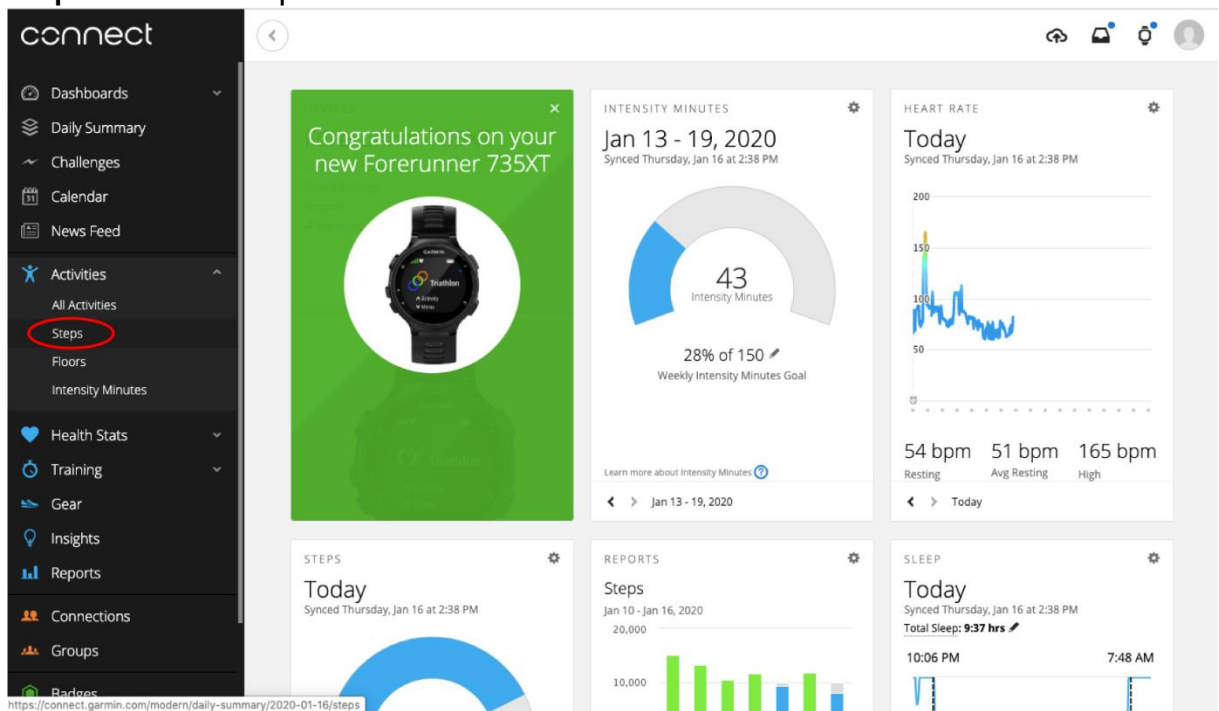 connect
Dashboards
Daily Summary
Challenges
Calendar
News Feed
Activities
All Activities
Steps
Floors
Intensity Minutes
Health Stats
Training
Gear
Insights
Reports
Connections
Groups
Badges
https://connect.garmin.com/modern/daily-summary/2020-01-16/steps
DEVICES
Congratulations on your
new Forerunner 735XT
GARMIN
Triathlon
Activity
Menu
Triathlon
INTENSITY MINUTES
Jan 13 - 19, 2020
Synced Thursday, Jan 16 at 2:38 PM
43
Intensity Minutes
28% of 150
Weekly Intensity Minutes Goal
Learn more about Intensity Minutes ?
Jan 13 - 19, 2020
HEART RATE
Today
Synced Thursday, Jan 16 at 2:38 PM
200
150
100
50
54 bpm 51 bpm 165 bpm
Resting Avg Resting High
Today
STEPS
Today
Synced Thursday, Jan 16 at 2:38 PM
REPORTS
Steps
Jan 10 - Jan 16, 2020
20,000
10,000
SLEEP
Today
Synced Thursday, Jan 16 at 2:38 PM
Total Sleep: 9:37 hrs
10:06 PM 7:48 AM